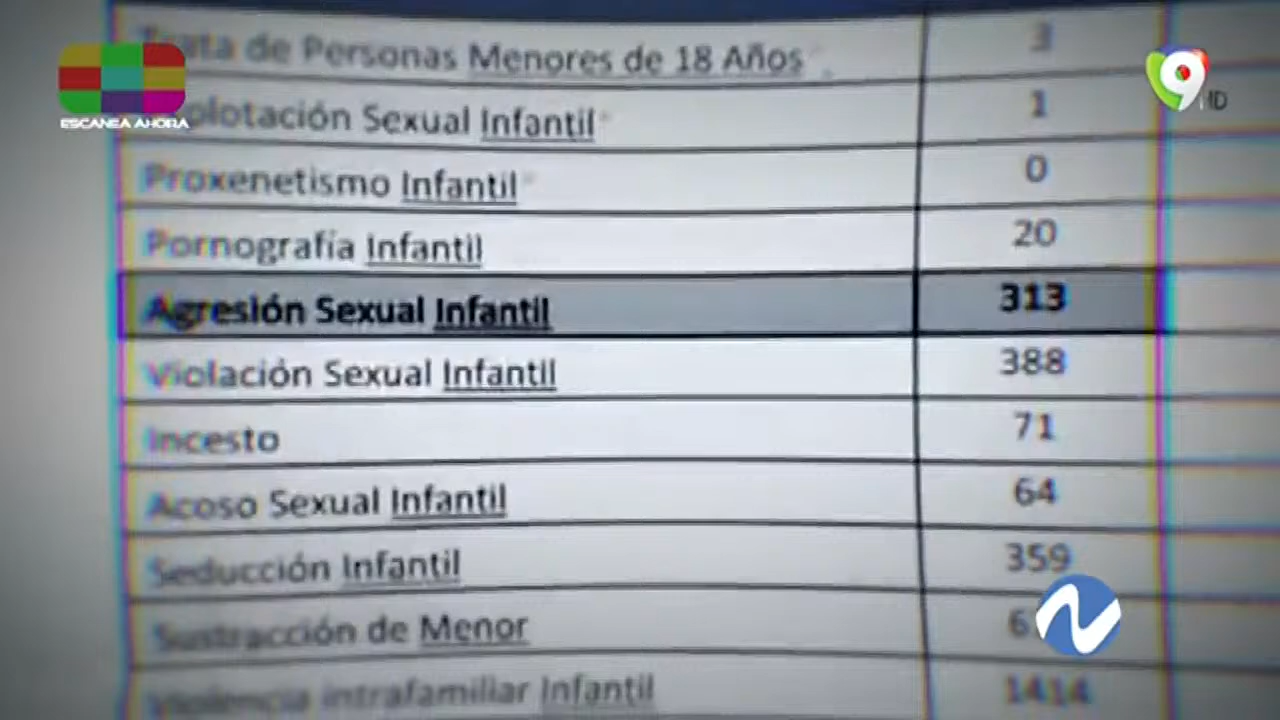 Trata de Personas Menores de 18 Años 3
Explotación Sexual Infantil 1
Proxenetismo Infantil 0
Pornografía Infantil 20
Agresión Sexual Infantil 313
Violación Sexual Infantil 388
Incesto 71
Acoso Sexual Infantil 64
Seducción Infantil 359
Sustracción de Menor
Violencia intrafamiliar Infantil 1414
ESCANEA AHORA
9 HD